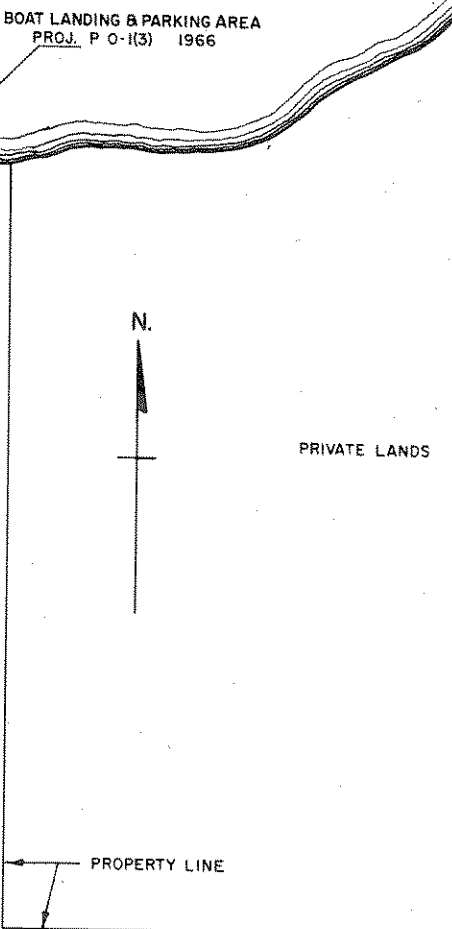 BOAT LANDING & PARKING AREA
PROJ. P O-1(3) 1966
N.
PRIVATE LANDS
PROPERTY LINE